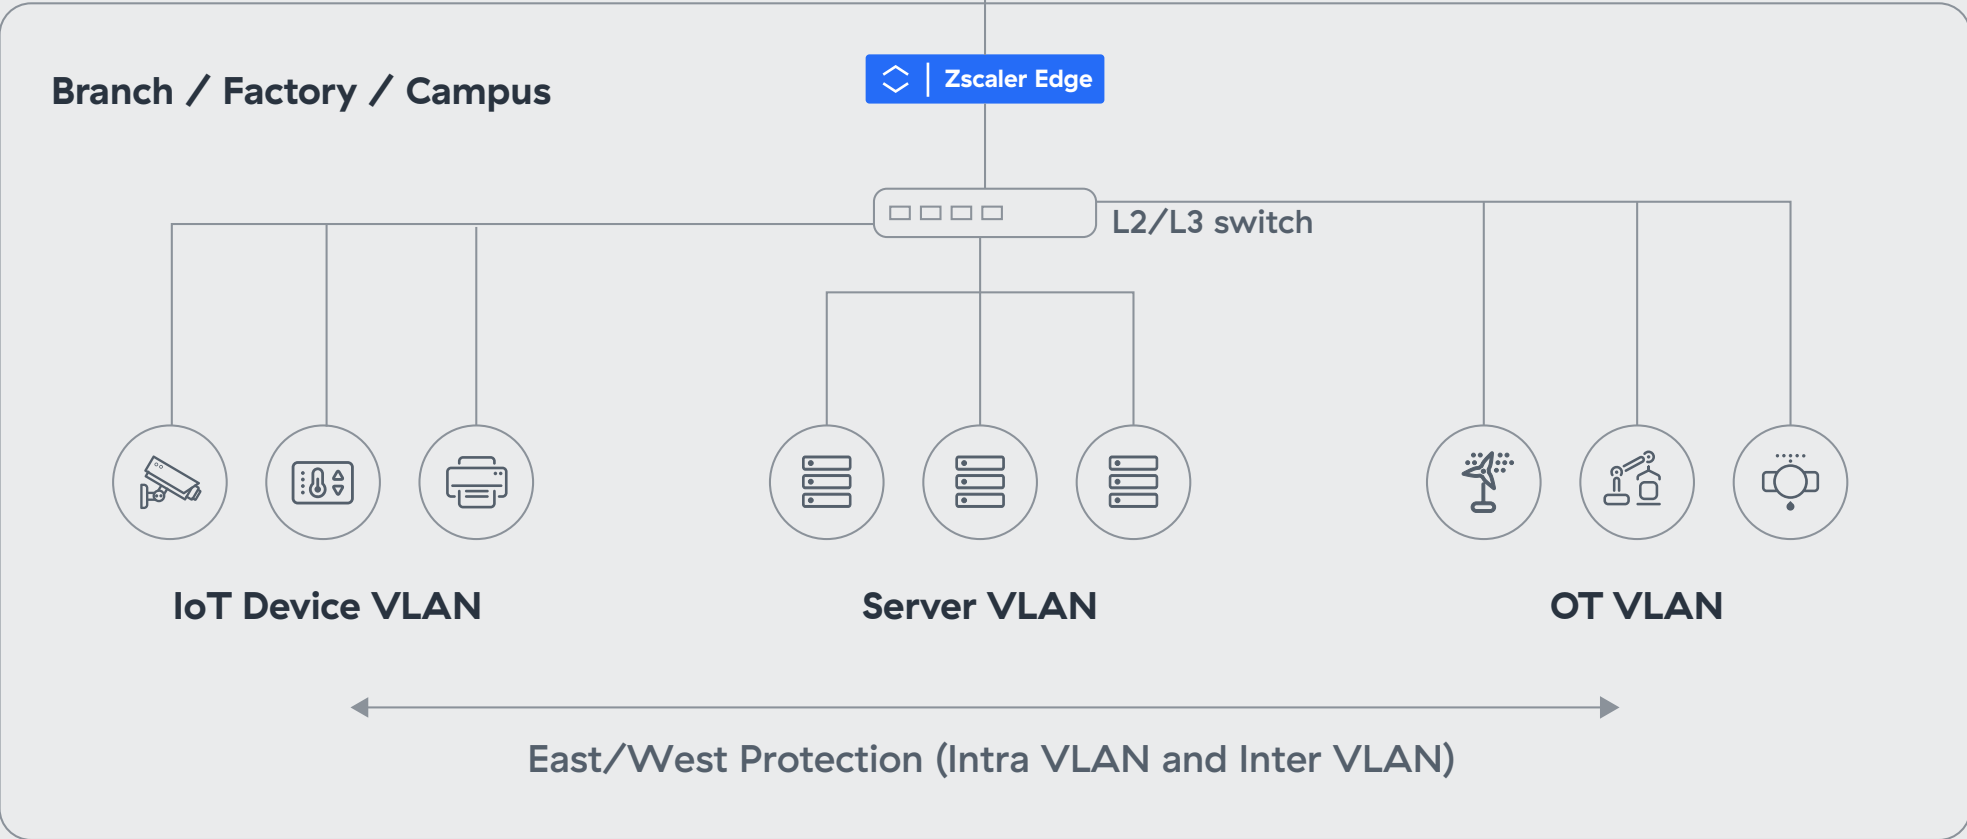 Branch / Factory / Campus
Zscaler Edge
L2/L3 switch
IoT Device VLAN
Server VLAN
OT VLAN
East/West Protection (Intra VLAN and Inter VLAN)